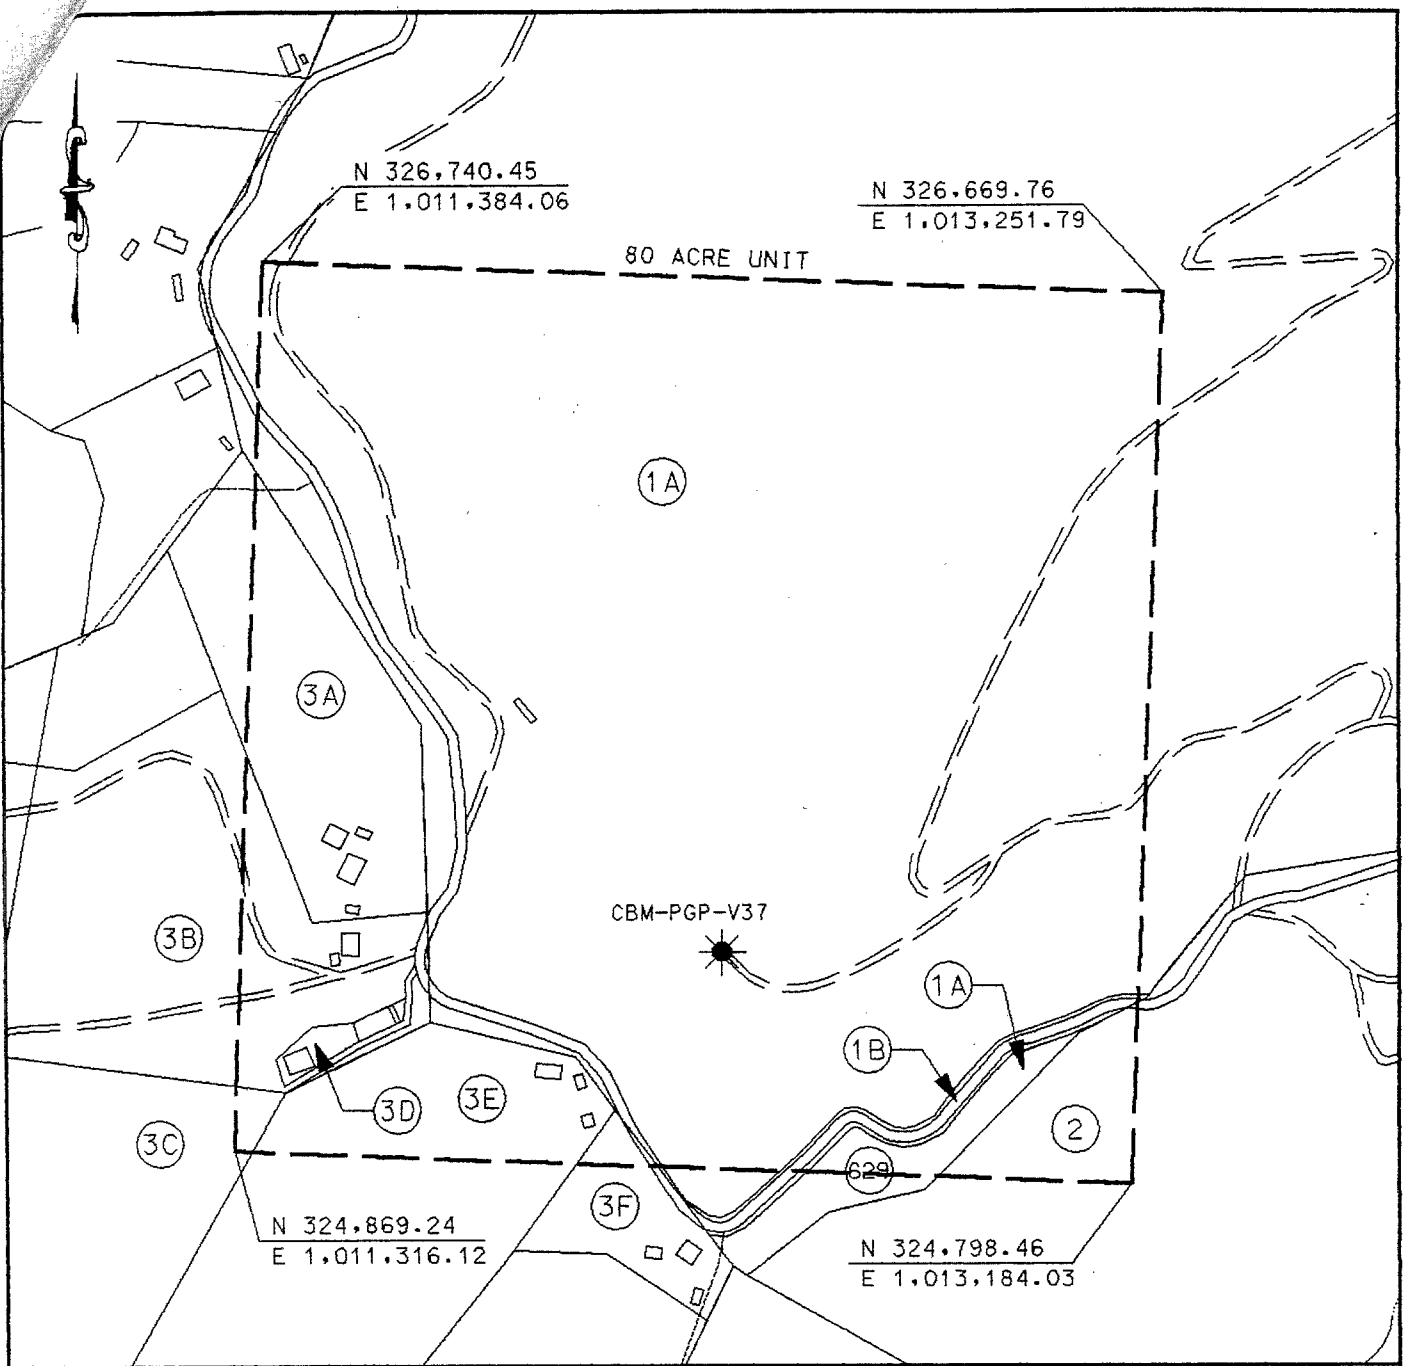 N 326,740.45
E 1,011,384.06
N 326,669.76
E 1,013,251.79
80 ACRE UNIT
1A
3A
CBM-PGP-V37
3B
1A
1B
3D
3E
2
3C
629
3F
N 324,869.24
E 1,011,316.12
N 324,798.46
E 1,013,184.03